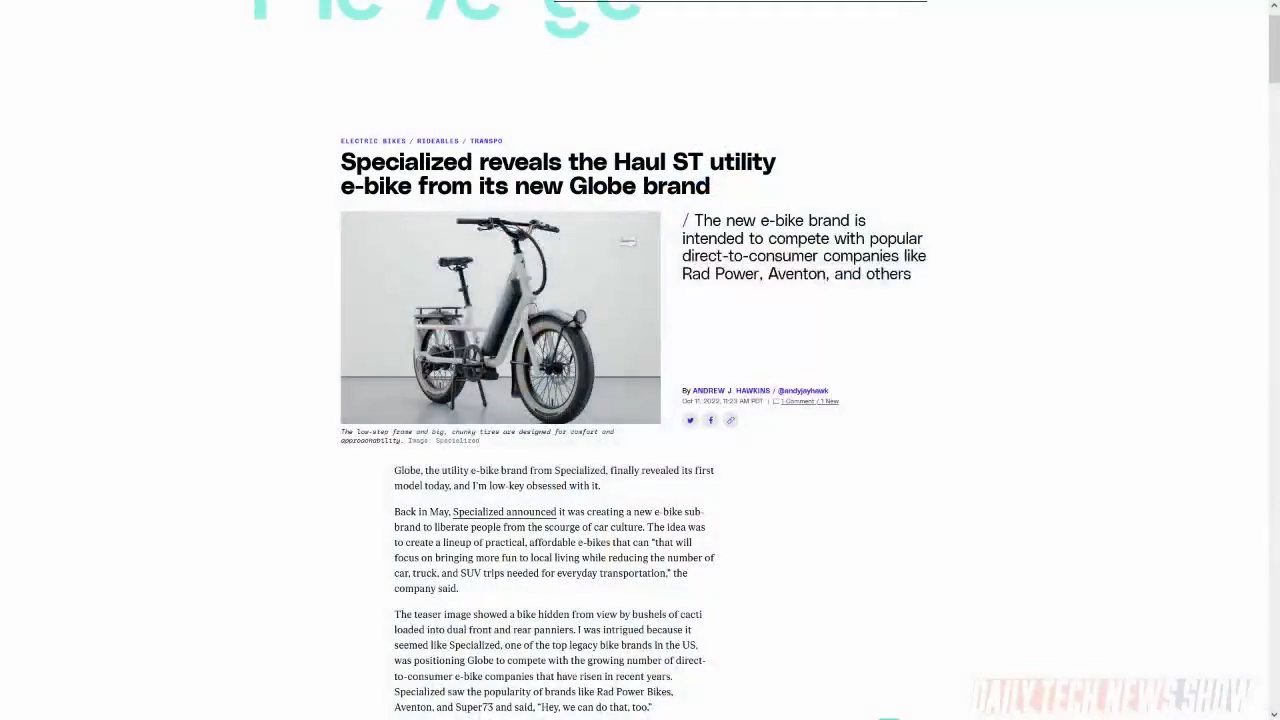 ELECTRIC BIKES / RIDEABLES / TRANSPO
Specialized reveals the Haul ST utility
e-bike from its new Globe brand
/ The new e-bike brand is
intended to compete with popular
direct-to-consumer companies like
Rad Power, Aventon, and others
By ANDREW J. HAWKINS / @andyjayhawk
Oct 11, 2022, 11:23 AM PDT | 1 Comment / 1 New
The low-step frame and big, chunky tires are designed for comfort and
approachability. Image: Specialized
Globe, the utility e-bike brand from Specialized, finally revealed its first
model today, and I'm low-key obsessed with it.
Back in May, Specialized announced it was creating a new e-bike sub-
brand to liberate people from the scourge of car culture. The idea was
to create a lineup of practical, affordable e-bikes that can "that will
focus on bringing more fun to local living while reducing the number of
car, truck, and SUV trips needed for everyday transportation," the
company said.
The teaser image showed a bike hidden from view by bushels of cacti
loaded into dual front and rear panniers. I was intrigued because it
seemed like Specialized, one of the top legacy bike brands in the US,
was positioning Globe to compete with the growing number of direct-
to-consumer e-bike companies that have risen in recent years.
Specialized saw the popularity of brands like Rad Power Bikes,
Aventon, and Super73 and said, "Hey, we can do that, too."
DAILY TECH NEWS SHOW